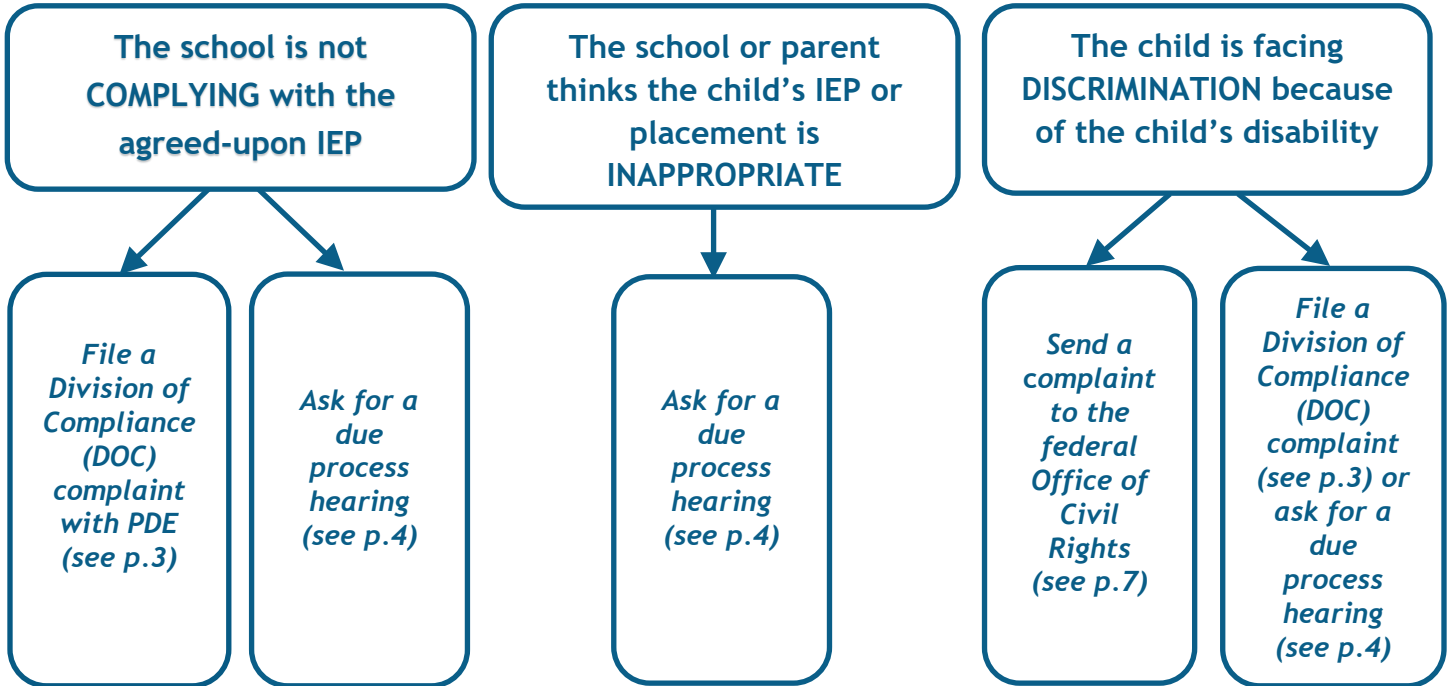 The school is not
COMPLYING with the
agreed-upon IEP
The school or parent
thinks the child’s IEP or
placement is
INAPPROPRIATE
The child is facing
DISCRIMINATION because
of the child’s disability
File a
Division of
Compliance
(DOC)
complaint
with PDE
(see p.3)
Ask for a
due
process
hearing
(see p.4)
Ask for a
due
process
hearing
(see p.4)
Send a
complaint
to the
federal
Office of
Civil
Rights
(see p.7)
File a
Division of
Compliance
(DOC)
complaint
(see p.3) or
ask for a
due
process
hearing
(see p.4)